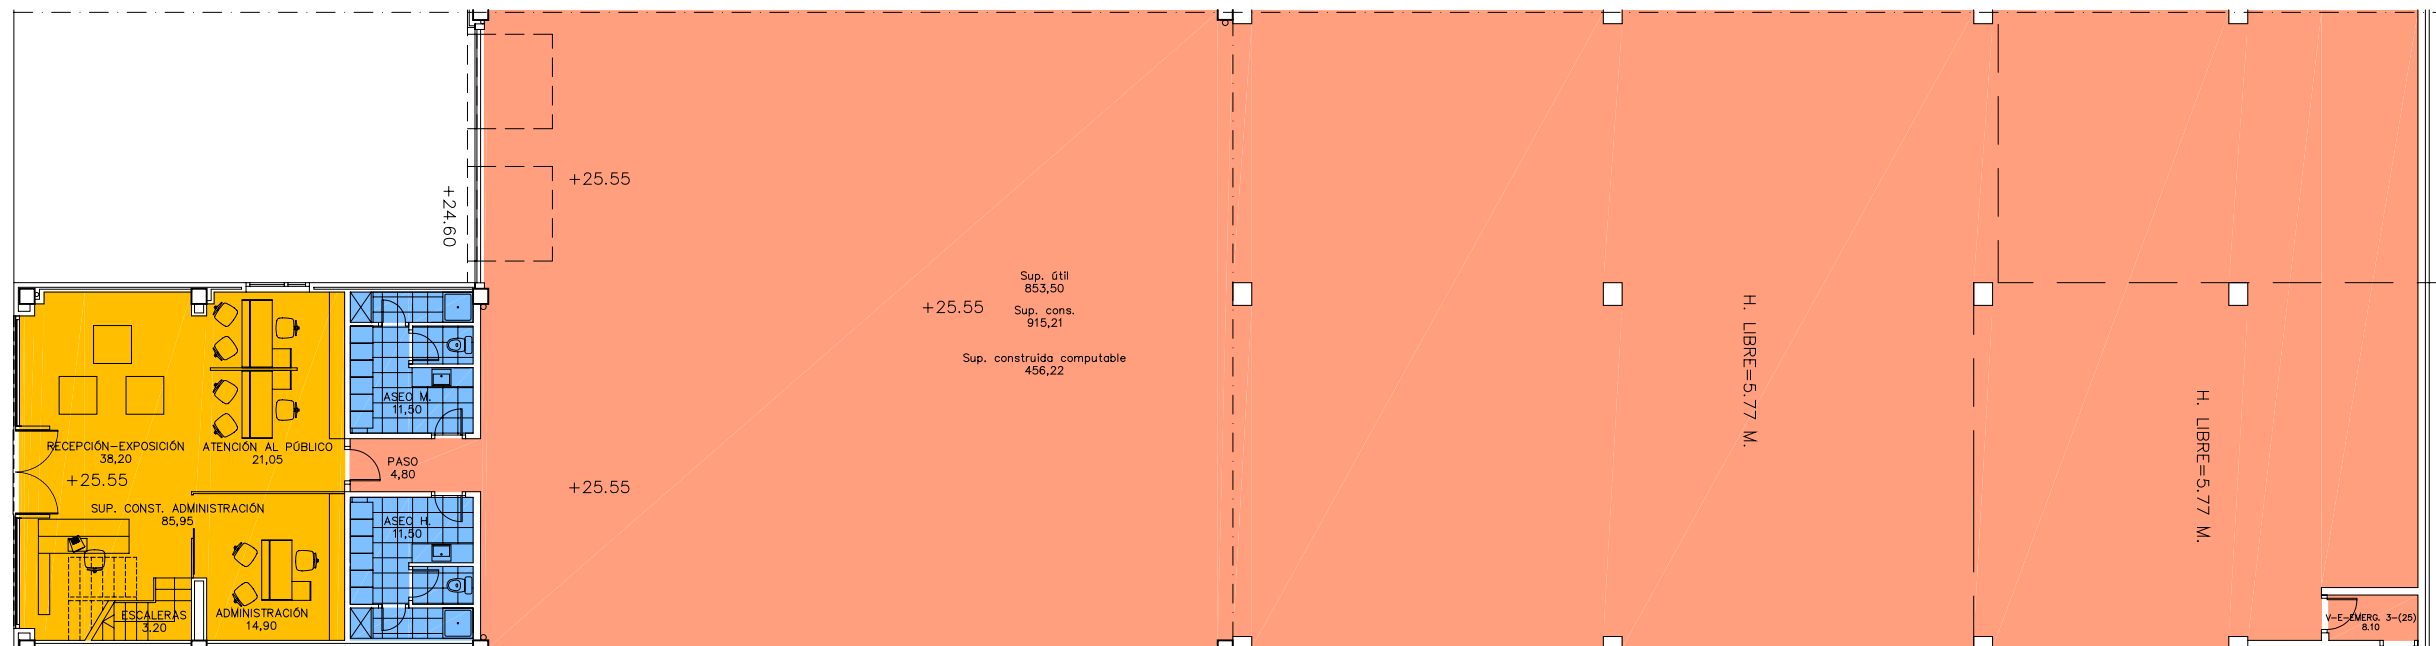 +24.60
+25.55
+25.55
Sup. útil
853,50
Sup. cons.
915,21
Sup. construida computable
456,22
H. LIBRE=5.77 M.
H. LIBRE=5.77 M.
ASEO M.
11,50
RECEPCIÓN-EXPOSICIÓN
38,20
ATENCIÓN AL PÚBLICO
21,05
PASO
4,80
+25.55
+25.55
SUP. CONST. ADMINISTRACIÓN
85,95
ASEO H.
11,50
ESCALERAS
3.20
ADMINISTRACIÓN
14,90
V-E-EMERG. 3-(25)
8.10